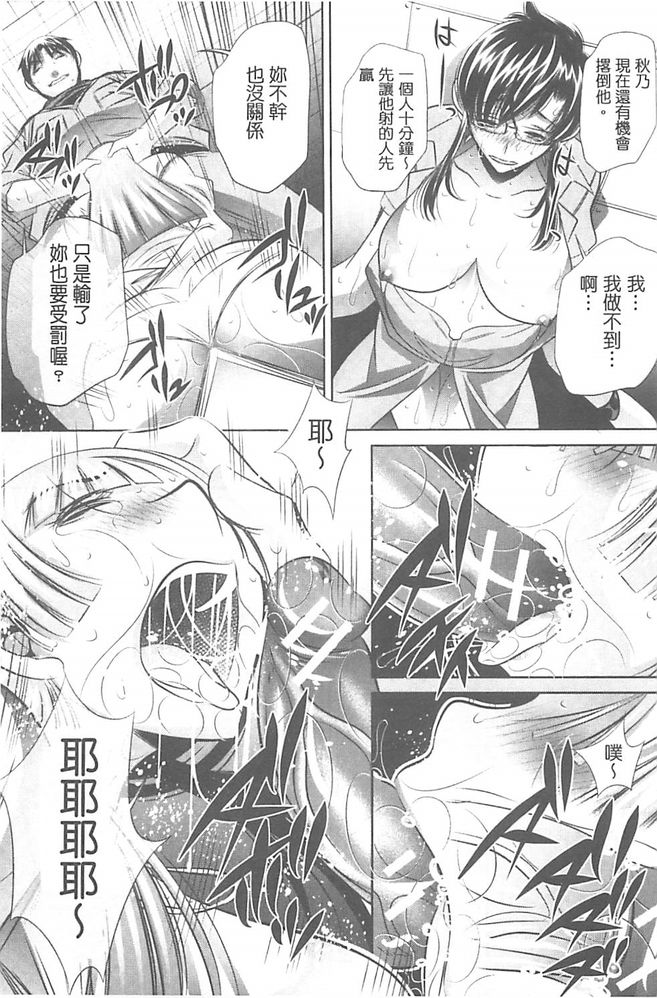 秋乃
現在還有機會
撂倒他。
一個人十分鐘～
先讓他射的人先
贏
は
は
我…
我做不到…
啊…
妳不幹
也沒關係
只是輸了
妳也要受罰喔？
耶～
噗～
耶耶耶耶～